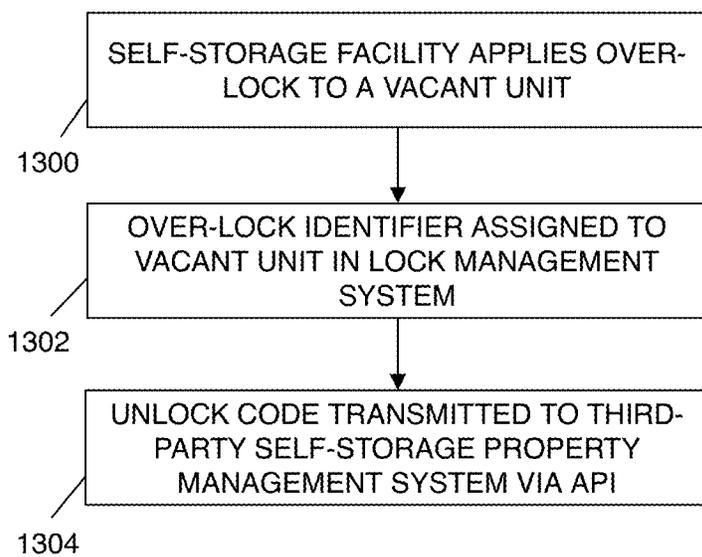 SELF-STORAGE FACILITY APPLIES OVER-
LOCK TO A VACANT UNIT
1300
OVER-LOCK IDENTIFIER ASSIGNED TO
VACANT UNIT IN LOCK MANAGEMENT
SYSTEM
1302
UNLOCK CODE TRANSMITTED TO THIRD-
PARTY SELF-STORAGE PROPERTY
MANAGEMENT SYSTEM VIA API
1304